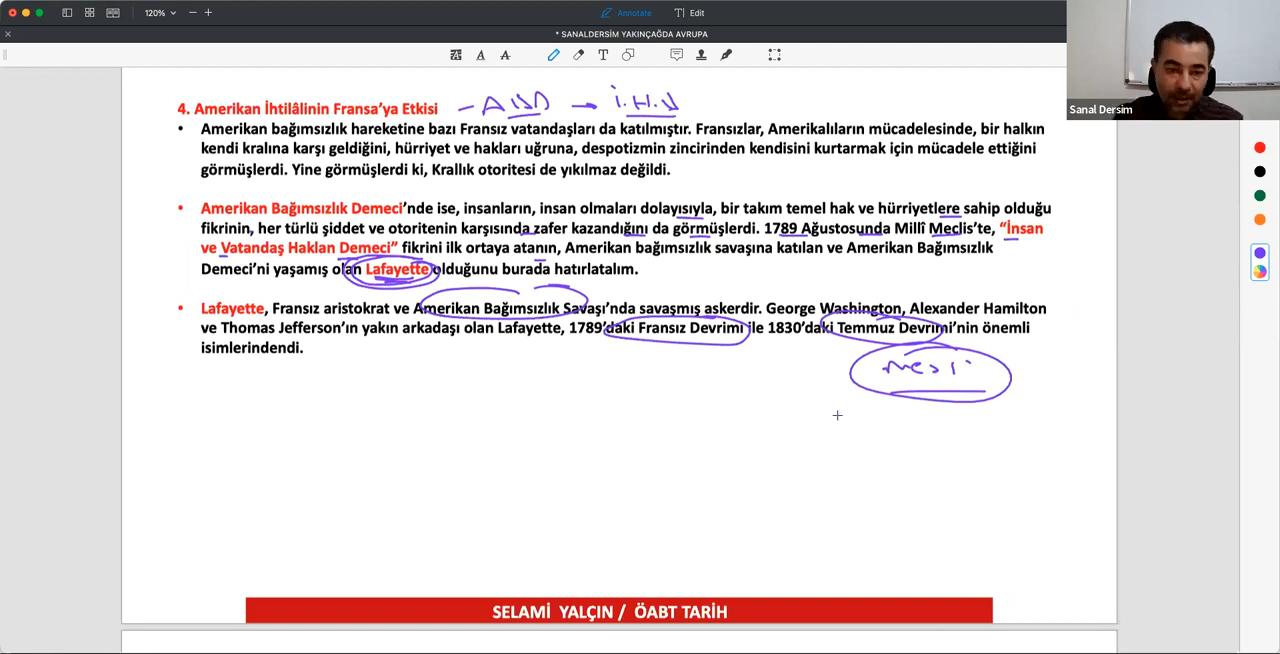 120%
Annotate
Edit
* SANALDERSİM YAKINÇAĞDA AVRUPA
Sanal Dersim
4. Amerikan İhtilâlinin Fransa'ya Etkisi
• Amerikan bağımsızlık hareketine bazı Fransız vatandaşları da katılmıştır. Fransızlar, Amerikalıların mücadelesinde, bir halkın
kendi kralına karşı geldiğini, hürriyet ve hakları uğruna, despotizmin zincirinden kendisini kurtarmak için mücadele ettiğini
görmüşlerdi. Yine görmüşlerdi ki, Krallık otoritesi de yıkılmaz değildi.
• Amerikan Bağımsızlık Demeci'nde ise, insanların, insan olmaları dolayısıyla, bir takım temel hak ve hürriyetlere sahip olduğu
fikrinin, her türlü şiddet ve otoritenin karşısında zafer kazandığını da görmüşlerdi. 1789 Ağustosunda Millî Meclis'te, “İnsan
ve Vatandaş Haklan Demeci” fikrini ilk ortaya atanın, Amerikan bağımsızlık savaşına katılan ve Amerikan Bağımsızlık
Demeci'ni yaşamış olan Lafayette olduğunu burada hatırlatalım.
• Lafayette, Fransız aristokrat ve Amerikan Bağımsızlık Savaşı'nda savaşmış askerdir. George Washington, Alexander Hamilton
ve Thomas Jefferson'ın yakın arkadaşı olan Lafayette, 1789'daki Fransız Devrimi ile 1830'daki Temmuz Devrimi'nin önemli
isimlerindendi.
SELAMİ YALÇIN / ÖABT TARİH